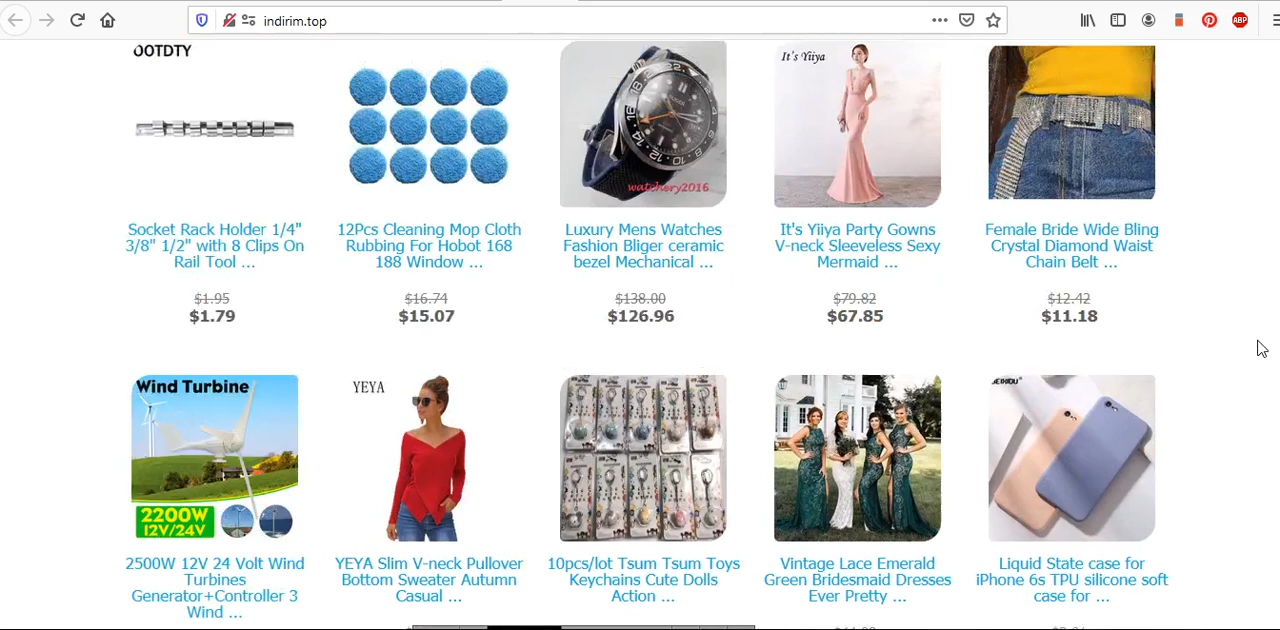 indirim.top
ABP
OOTDTY
It's Yiiya
watchery2016
Socket Rack Holder 1/4"
3/8" 1/2" with 8 Clips On
Rail Tool ...
$1.95
$1.79
12Pcs Cleaning Mop Cloth
Rubbing For Hobot 168
188 Window ...
$16.74
$15.07
Luxury Mens Watches
Fashion Bliger ceramic
bezel Mechanical ...
$138.00
$126.96
It's Yiiya Party Gowns
V-neck Sleeveless Sexy
Mermaid ...
$79.82
$67.85
Female Bride Wide Bling
Crystal Diamond Waist
Chain Belt ...
$12.42
$11.18
Wind Turbine
2200W
12V/24V
YEYA
2500W 12V 24 Volt Wind
Turbines
Generator+Controller 3
Wind ...
YEYA Slim V-neck Pullover
Bottom Sweater Autumn
Casual ...
10pcs/lot Tsum Tsum Toys
Keychains Cute Dolls
Action ...
Vintage Lace Emerald
Green Bridesmaid Dresses
Ever Pretty ...
Liquid State case for
iPhone 6s TPU silicone soft
case for ...